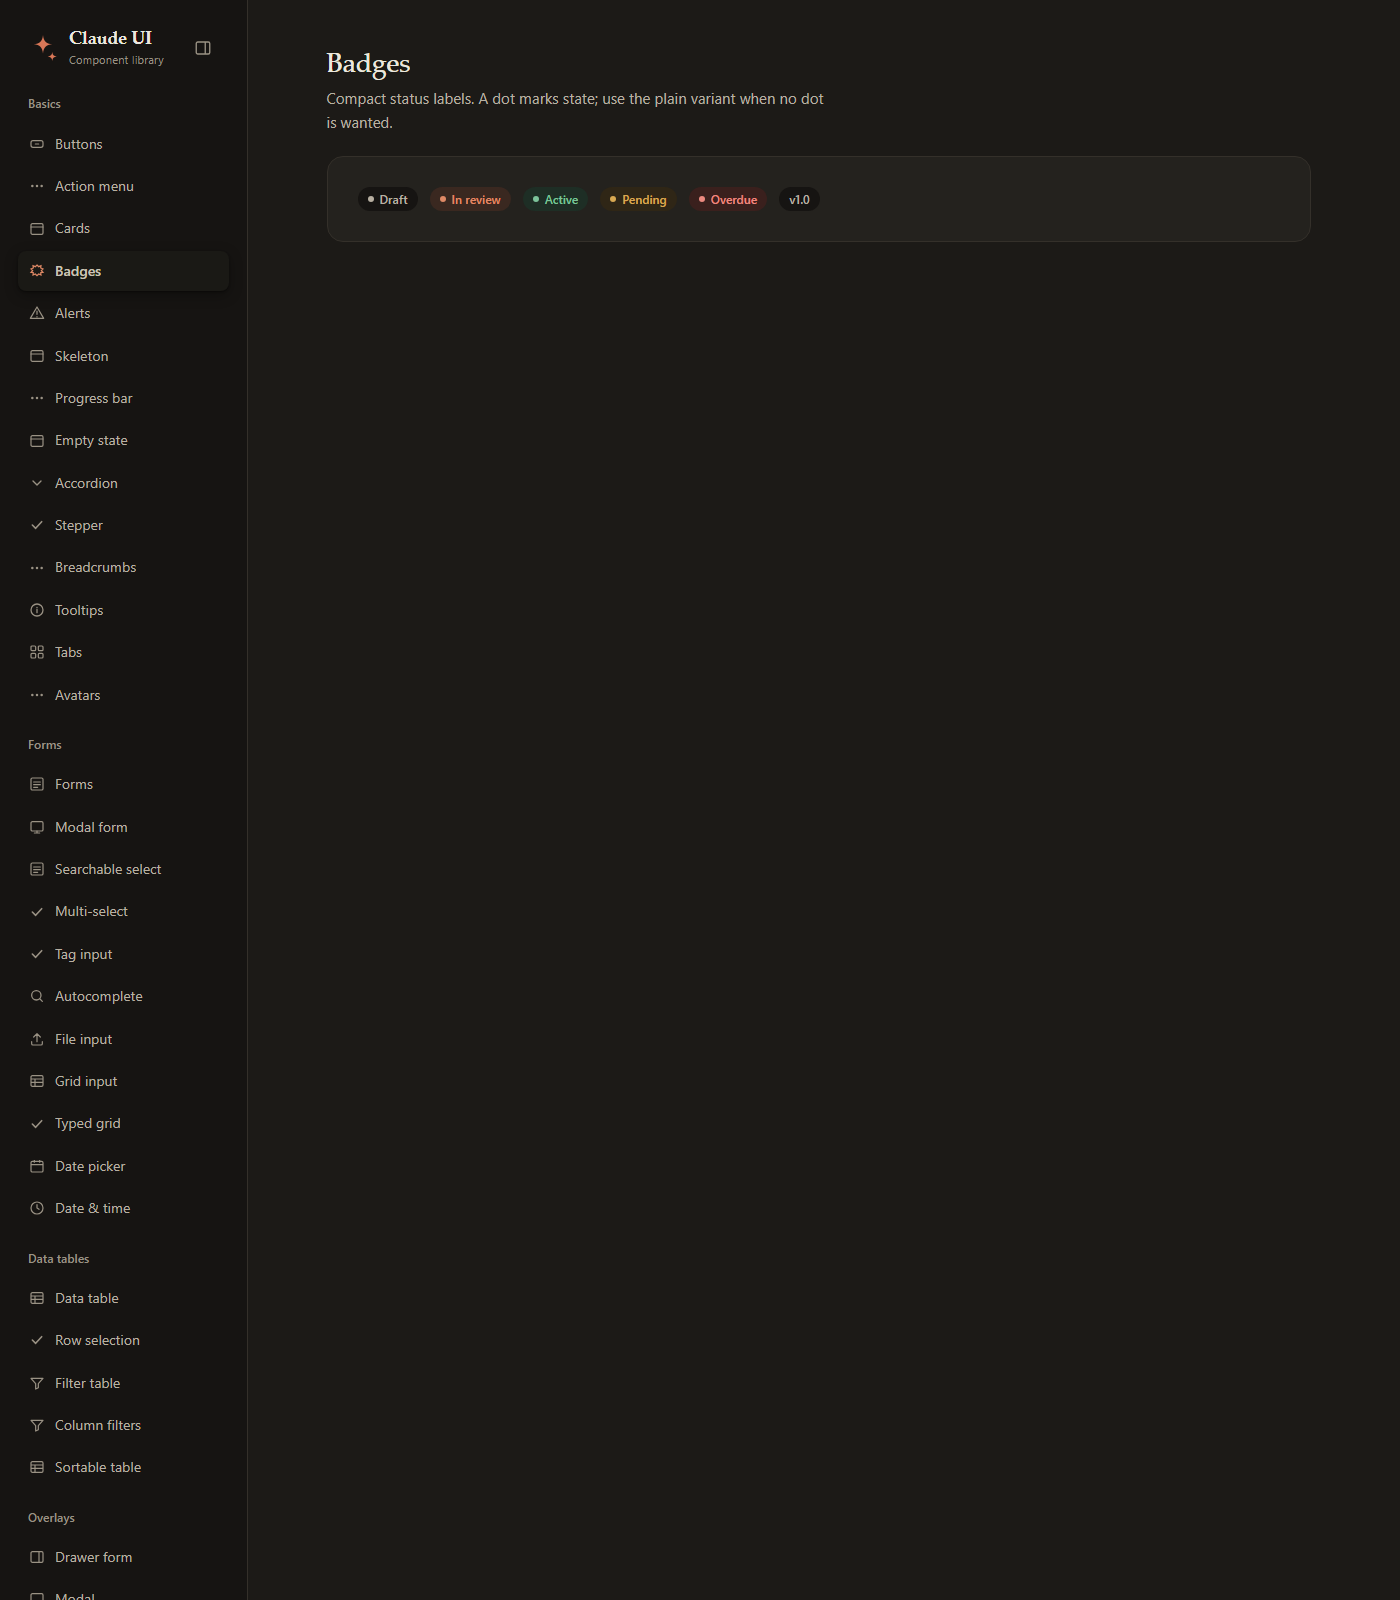 Claude UI
Component library
Basics
Buttons
Action menu
Cards
Badges
Alerts
Skeleton
Progress bar
Empty state
Accordion
Stepper
Breadcrumbs
Tooltips
Tabs
Avatars
Forms
Forms
Modal form
Searchable select
Multi-select
Tag input
Autocomplete
File input
Grid input
Typed grid
Date picker
Date & time
Data tables
Data table
Row selection
Filter table
Column filters
Sortable table
Overlays
Drawer form
Modal
Badges
Compact status labels. A dot marks state; use the plain variant when no dot
is wanted.
Draft In review Active Pending Overdue v1.0